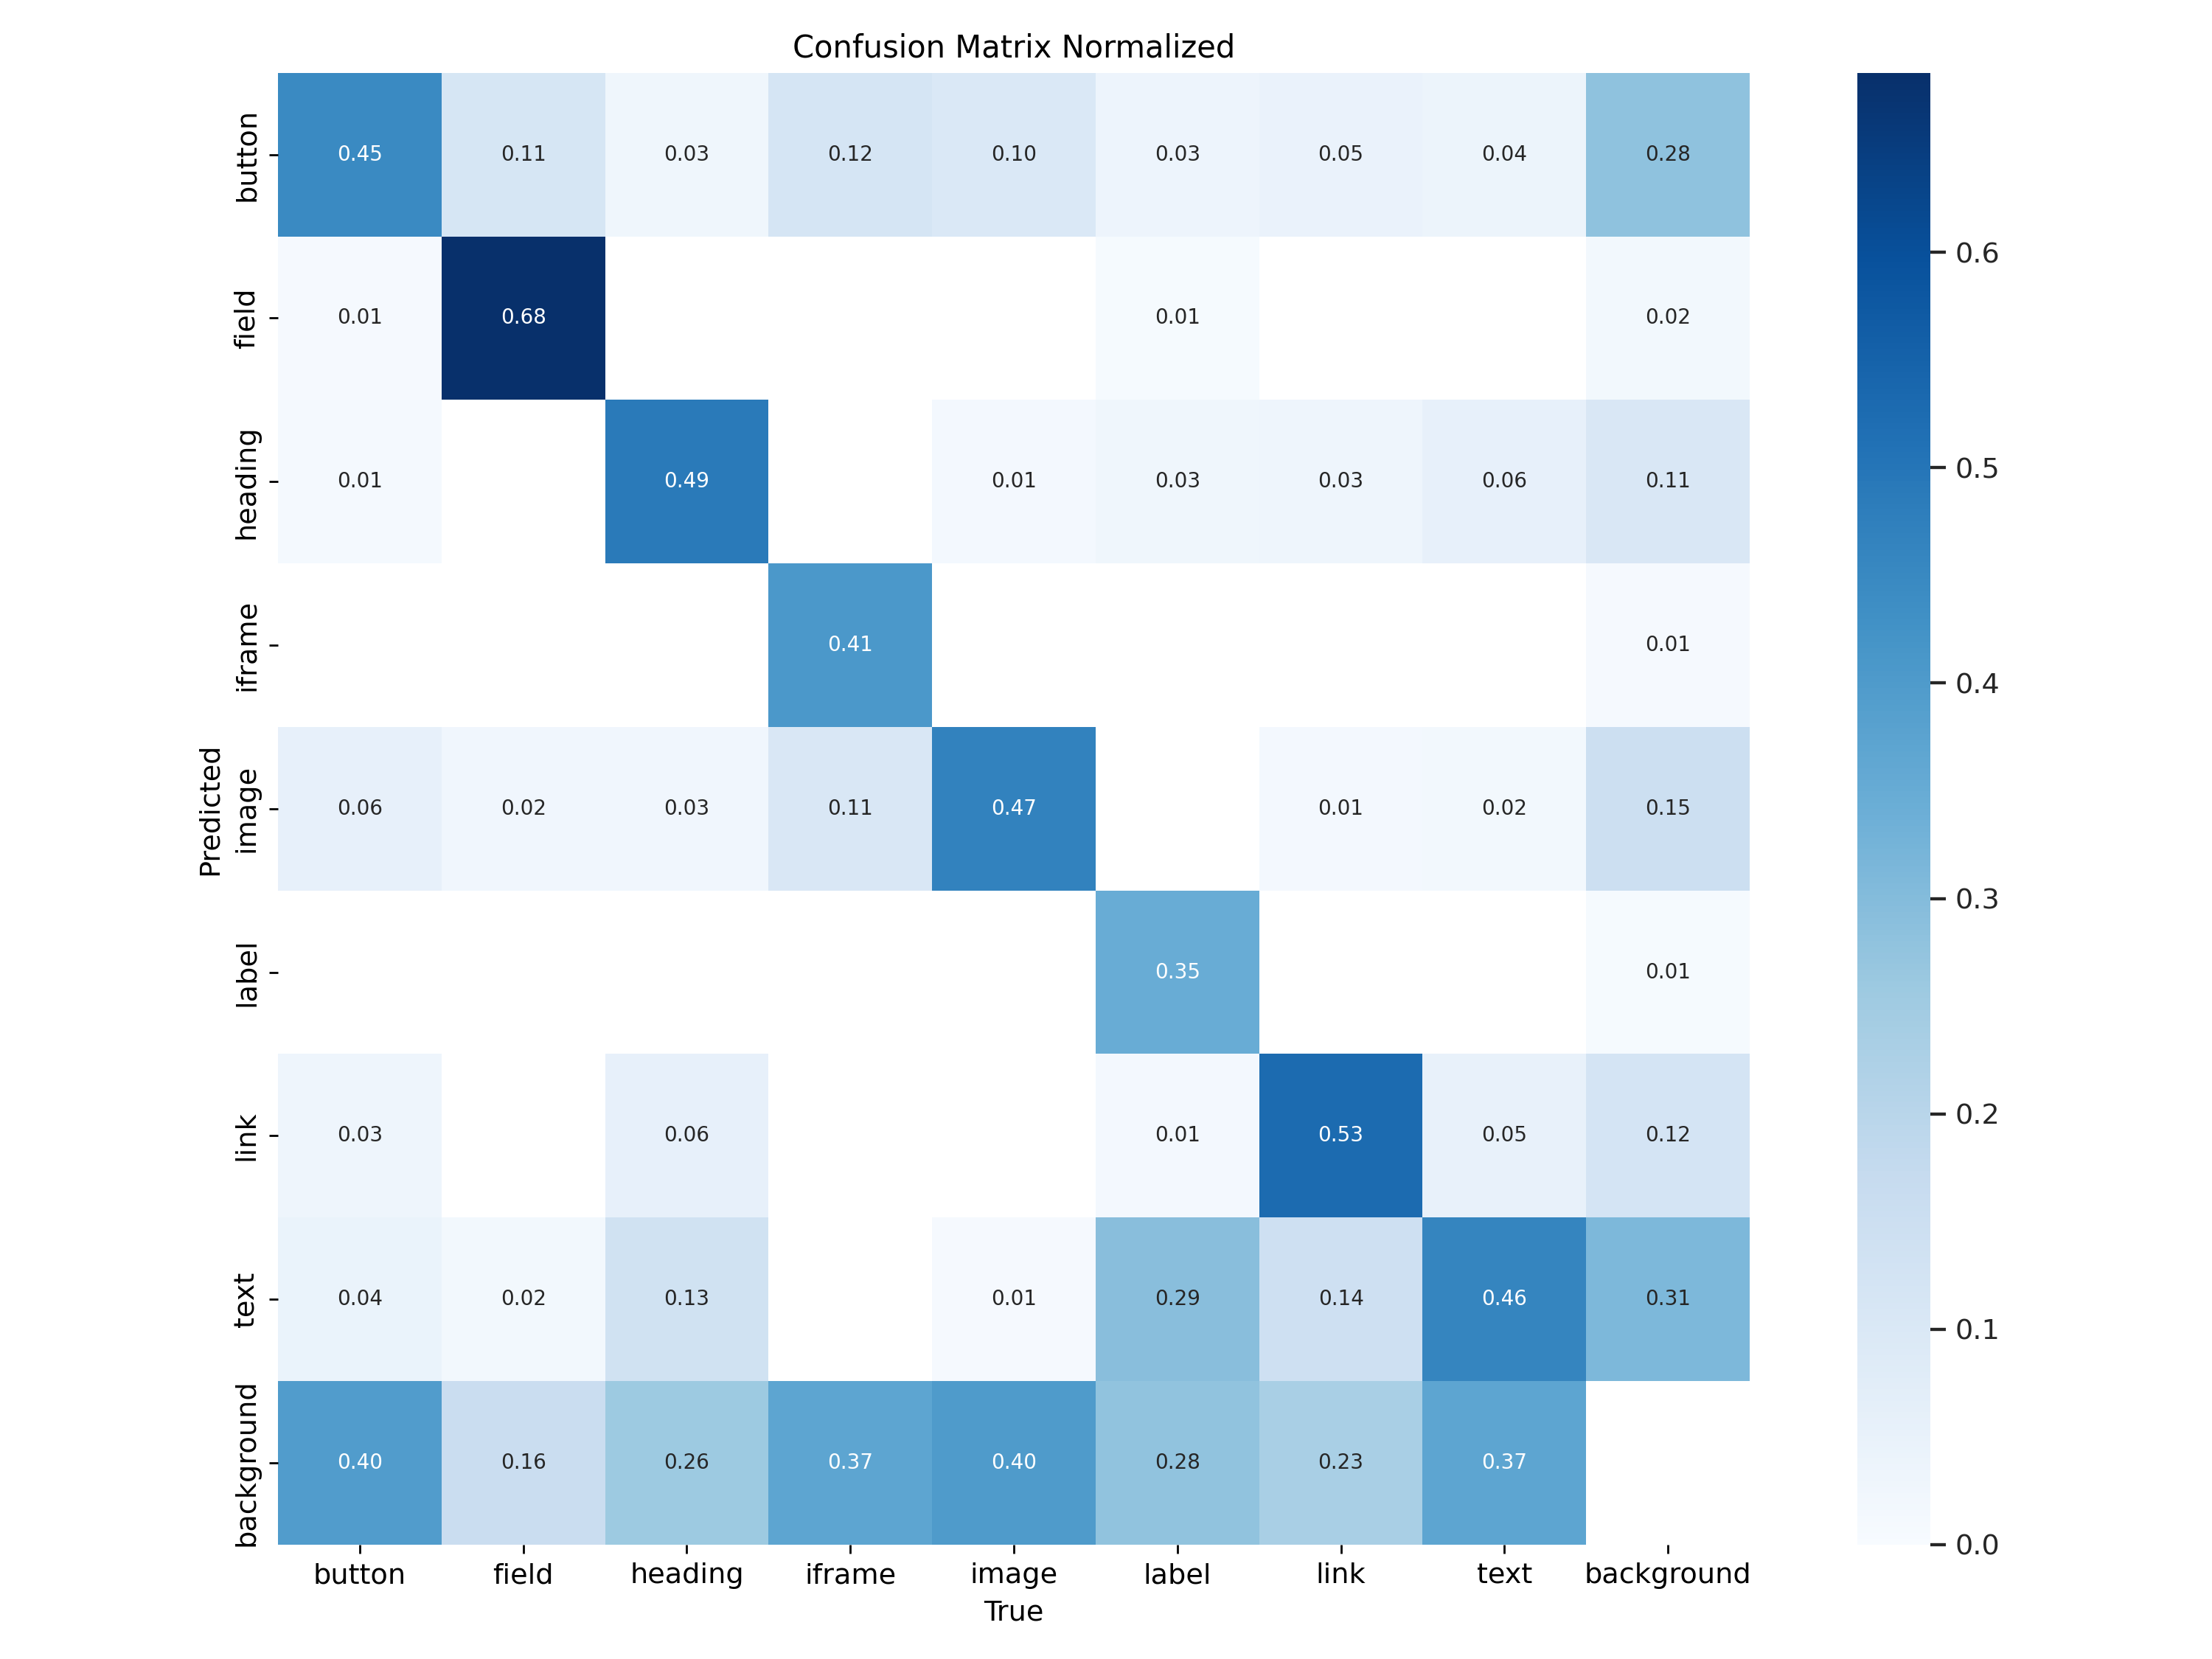 Confusion Matrix Normalized
button 0.45 0.11 0.03 0.12 0.10 0.03 0.05 0.04 0.28
field 0.01 0.68 0.01 0.02
heading 0.01 0.49 0.01 0.03 0.03 0.06 0.11
iframe 0.41 0.01
image 0.06 0.02 0.03 0.11 0.47 0.01 0.02 0.15
label 0.35 0.01
link 0.03 0.06 0.01 0.53 0.05 0.12
text 0.04 0.02 0.13 0.01 0.29 0.14 0.46 0.31
background 0.40 0.16 0.26 0.37 0.40 0.28 0.23 0.37
Predicted
button field heading iframe image label link text background
True
0.6
0.5
0.4
0.3
0.2
0.1
0.0